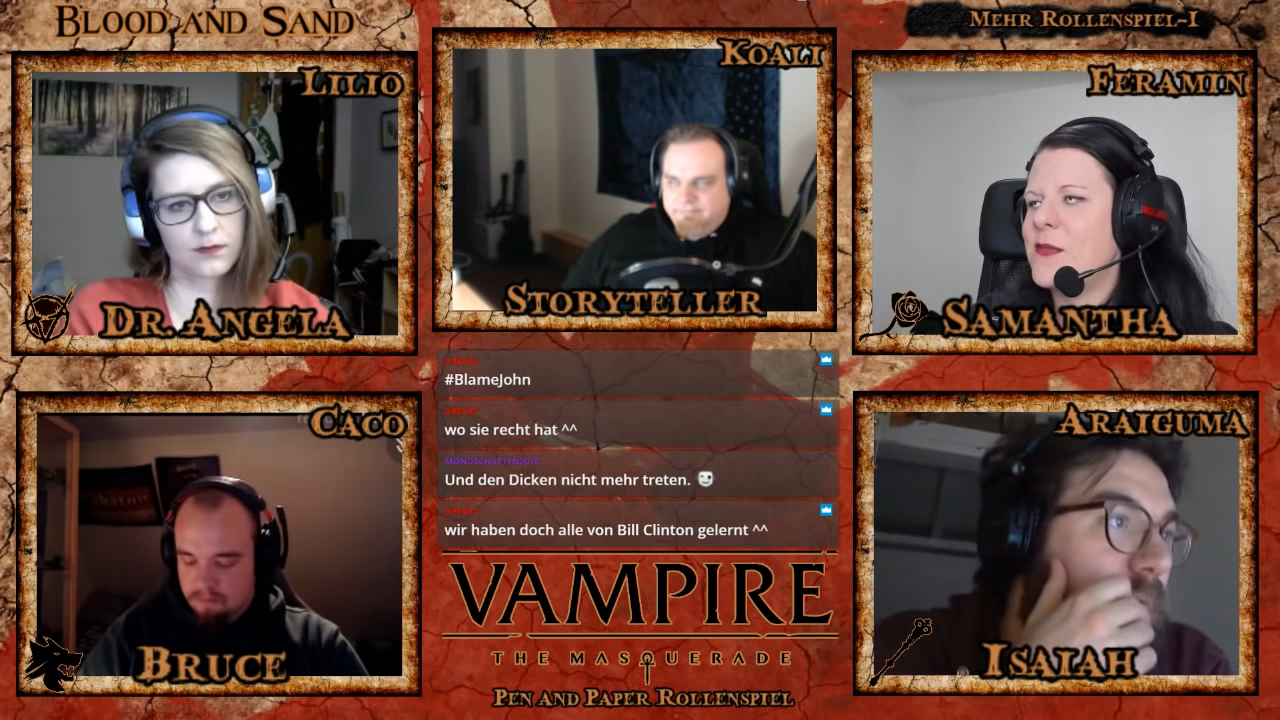 Blood and Sand
Mehr Rollenspiel-I
Lilio
Dr. Angela
Koali
Storyteller
Feramin
Samantha
#BlameJohn
wo sie recht hat ^^
Und den Dicken nicht mehr treten.
wir haben doch alle von Bill Clinton gelernt ^^
Caco
Bruce
VAMPIRE
THE MASQUERADE
Pen and Paper Rollenspiel
Araiguma
Isaiah